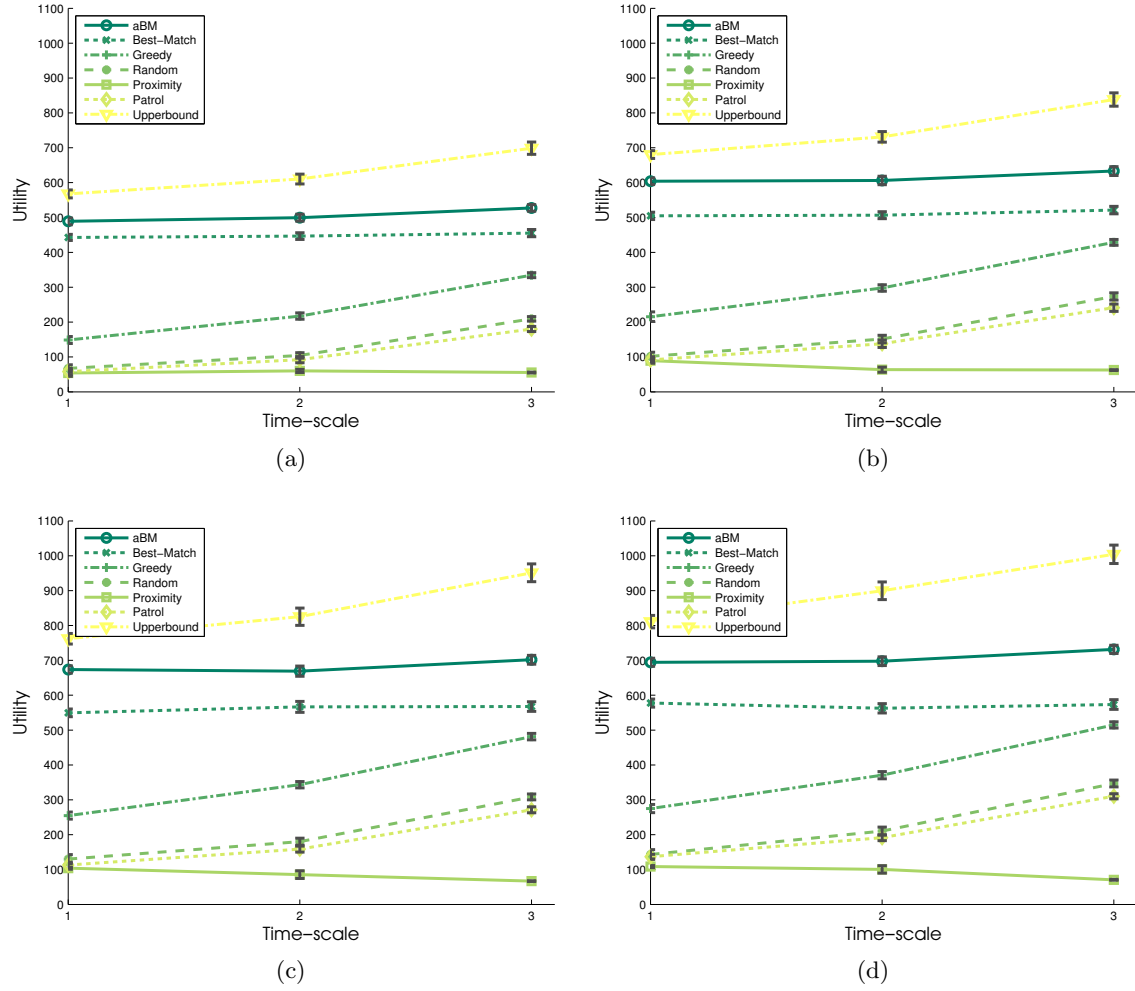 1100
1000
900
800
700
600
500
400
300
200
100
0
Utility
aBM
Best-Match
Greedy
Random
Proximity
Patrol
Upperbound
1 2 3
Time-scale
(a)
1100
1000
900
800
700
600
500
400
300
200
100
0
Utility
aBM
Best-Match
Greedy
Random
Proximity
Patrol
Upperbound
1 2 3
Time-scale
(b)
1100
1000
900
800
700
600
500
400
300
200
100
0
Utility
aBM
Best-Match
Greedy
Random
Proximity
Patrol
Upperbound
1 2 3
Time-scale
(c)
1100
1000
900
800
700
600
500
400
300
200
100
0
Utility
aBM
Best-Match
Greedy
Random
Proximity
Patrol
Upperbound
1 2 3
Time-scale
(d)